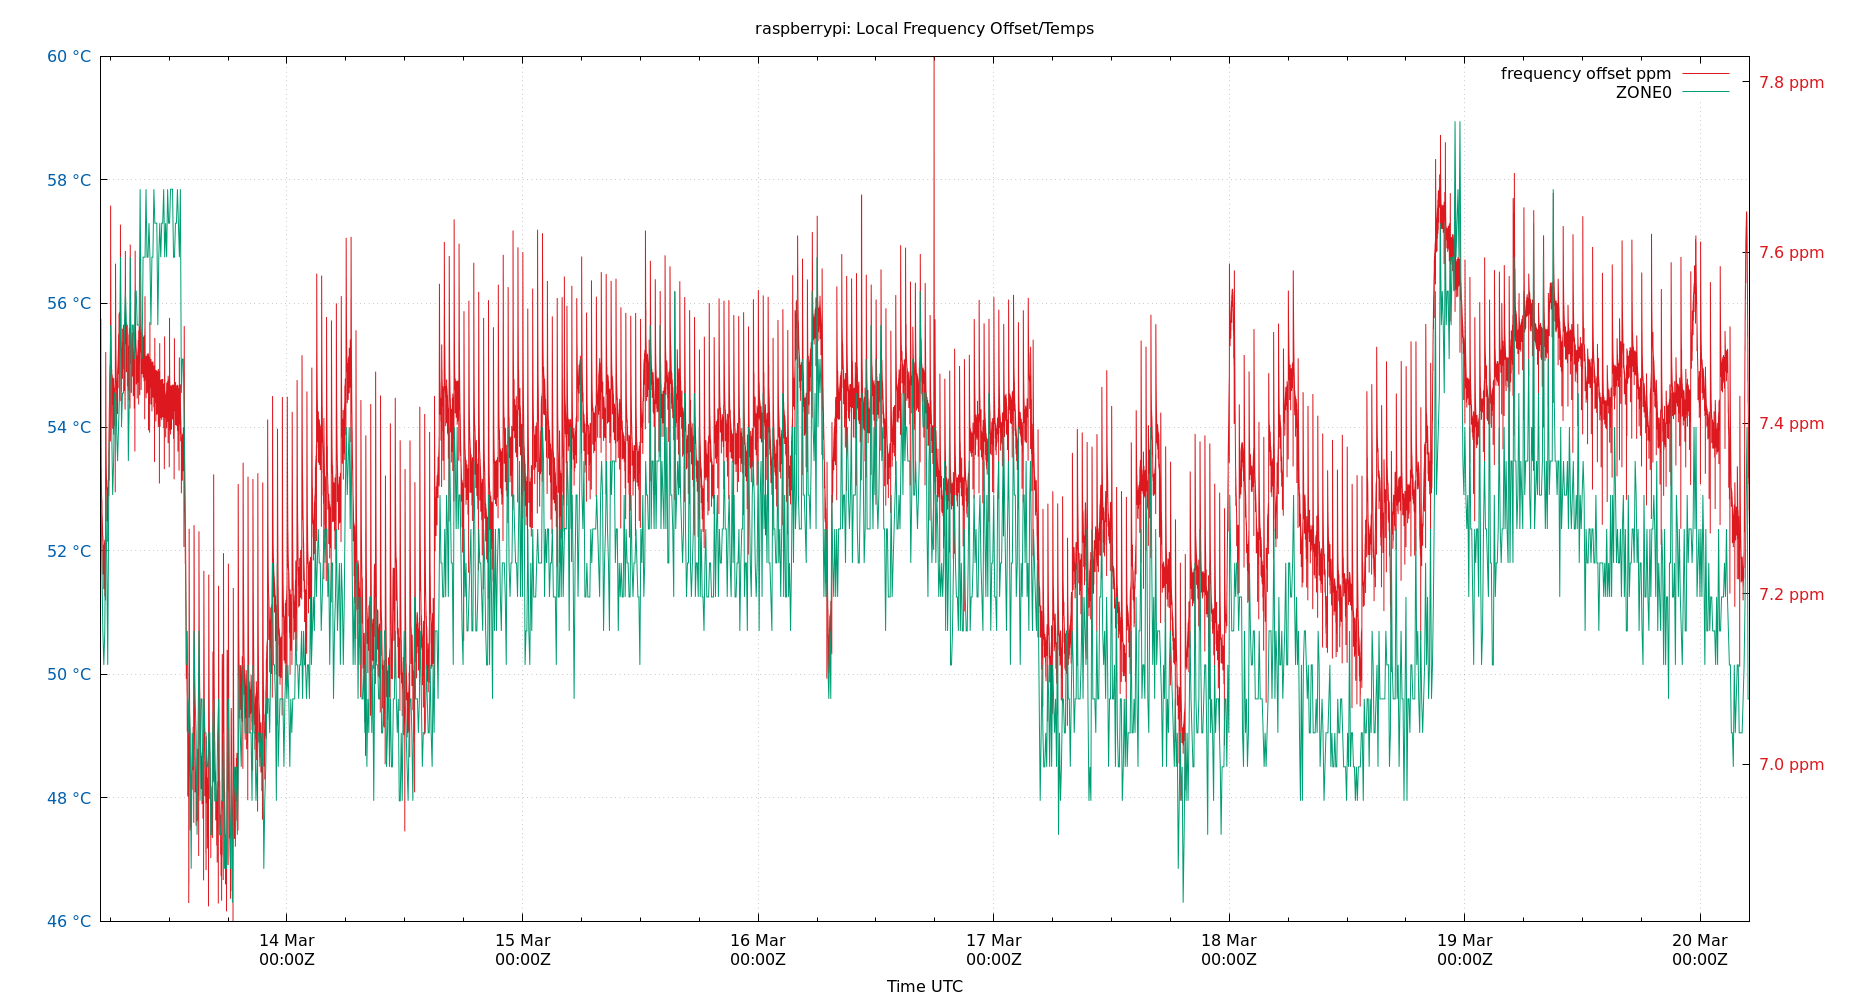 raspberrypi: Local Frequency Offset/Temps
frequency offset ppm
ZONE0
60 °C
58 °C
56 °C
54 °C
52 °C
50 °C
48 °C
46 °C
7.8 ppm
7.6 ppm
7.4 ppm
7.2 ppm
7.0 ppm
14 Mar 15 Mar 16 Mar 17 Mar 18 Mar 19 Mar 20 Mar
00:00Z 00:00Z 00:00Z 00:00Z 00:00Z 00:00Z 00:00Z
Time UTC